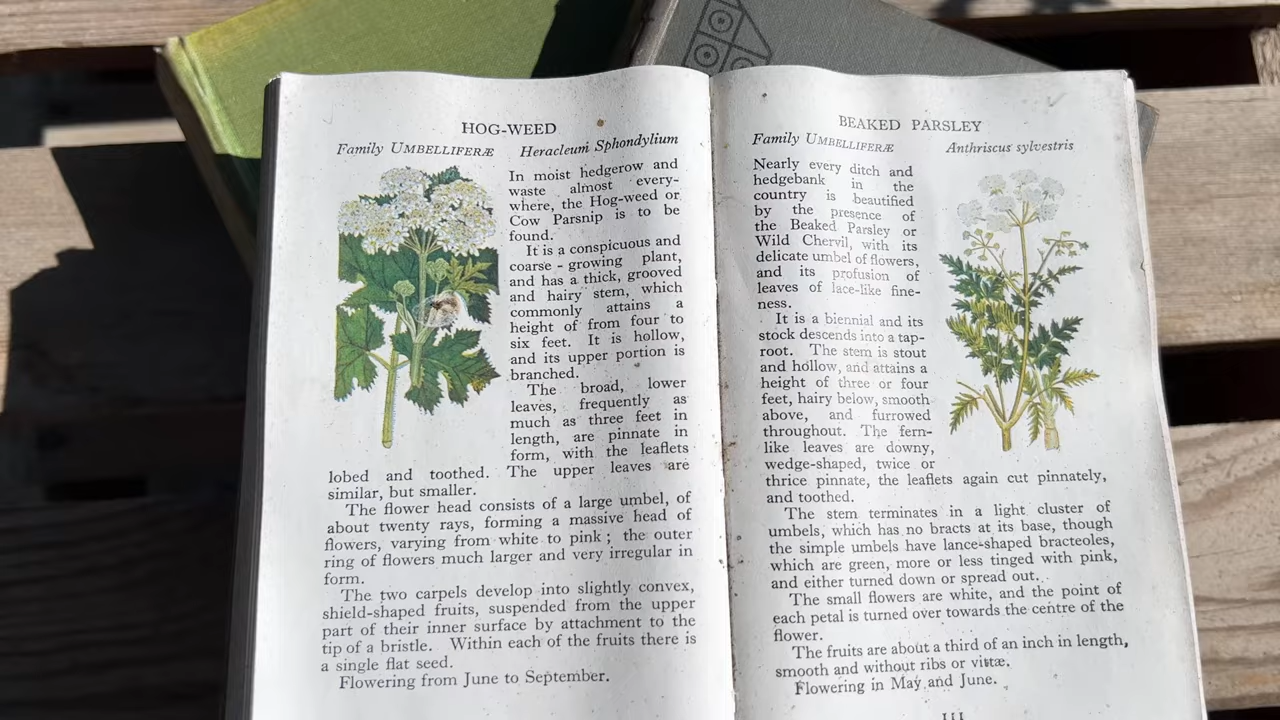 HOG-WEED
Family UMBELLIFERÆ Heracleum Sphondylium
In moist hedgerow and
waste almost every-
where, the Hog-weed or
Cow Parsnip is to be
found.
It is a conspicuous and
coarse-growing plant,
and has a thick, grooved
and hairy stem, which
commonly attains a
height of from four to
six feet. It is hollow,
and its upper portion is
branched.
The broad, lower
leaves, frequently as
much as three feet in
length, are pinnate in
form, with the leaflets
lobed and toothed. The upper leaves are
similar, but smaller.
The flower head consists of a large umbel, of
about twenty rays, forming a massive head of
flowers, varying from white to pink; the outer
ring of flowers much larger and very irregular in
form.
The two carpels develop into slightly convex,
shield-shaped fruits, suspended from the upper
part of their inner surface by attachment to the
tip of a bristle. Within each of the fruits there is
a single flat seed.
Flowering from June to September.
BEAKED PARSLEY
Family UMBELLIFERÆ Anthriscus sylvestris
Nearly every ditch and
hedgebank in the
country is beautified
by the presence of
the Beaked Parsley or
Wild Chervil, with its
delicate umbel of flowers,
and its profusion of
leaves of lace-like fine-
ness.
It is a biennial and its
stock descends into a tap-
root. The stem is stout
and hollow, and attains a
height of three or four
feet, hairy below, smooth
above, and furrowed
throughout. The fern-
like leaves are downy,
wedge-shaped, twice or
thrice pinnate, the leaflets again cut pinnately,
and toothed.
The stem terminates in a light cluster of
umbels, which has no bracts at its base, though
the simple umbels have lance-shaped bracteoles,
which are green, more or less tinged with pink,
and either turned down or spread out.
The small flowers are white, and the point of
each petal is turned over towards the centre of the
flower.
The fruits are about a third of an inch in length,
smooth and without ribs or vittæ.
Flowering in May and June.
III